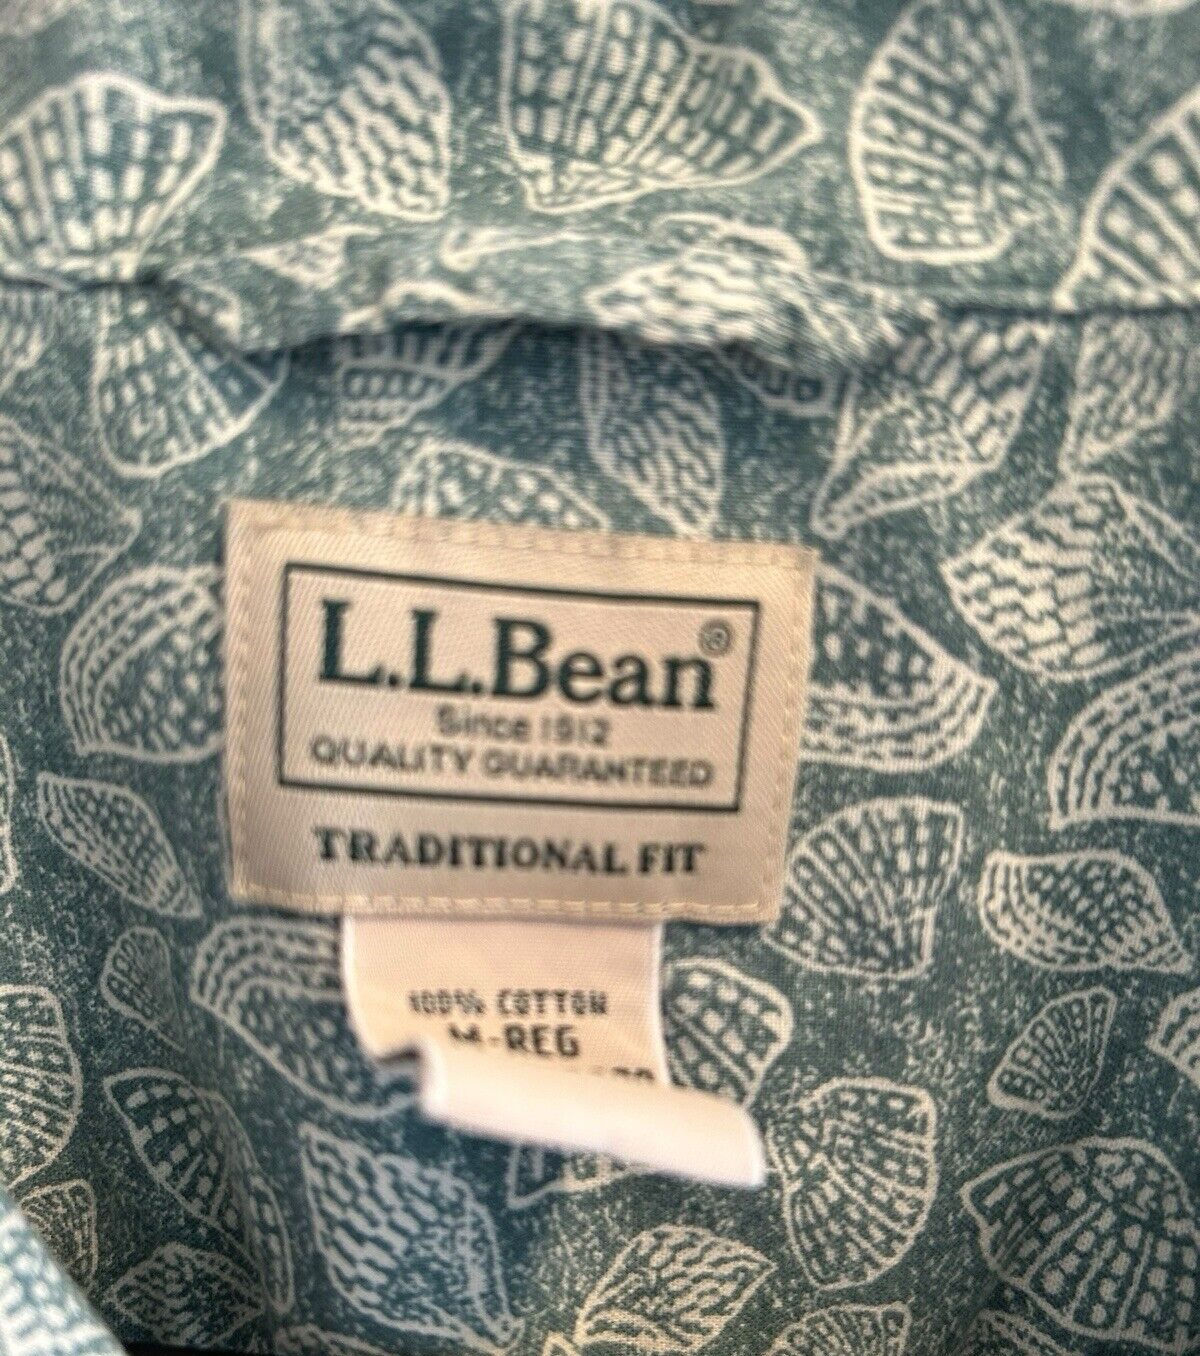 L.L.Bean®
Since 1912
QUALITY GUARANTEED
TRADITIONAL FIT
100% COTTON
M-REG